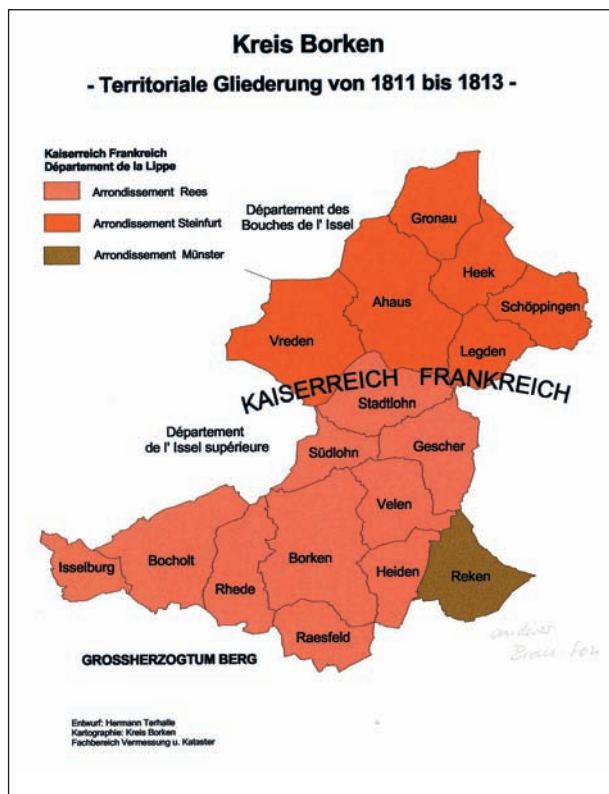 Kreis Borken
- Territoriale Gliederung von 1811 bis 1813 -
Kaiserreich Frankreich
Département de la Lippe
Arrondissement Rees
Arrondissement Steinfurt
Arrondissement Münster
Département des
Bouches de l' Issel
Gronau
Heek
Schöppingen
Ahaus
Vreden
Legden
KAISERREICH FRANKREICH
Stadtlohn
Département
de l' Issel supérieure
Südlohn
Gescher
Velen
Isselburg
Bocholt
Rhede
Borken
Heiden
Reken
Raesfeld
GROSSHERZOGTUM BERG
anderer
Entwurf: Hermann Terhalle
Kartographie: Kreis Borken
Fachbereich Vermessung u. Kataster